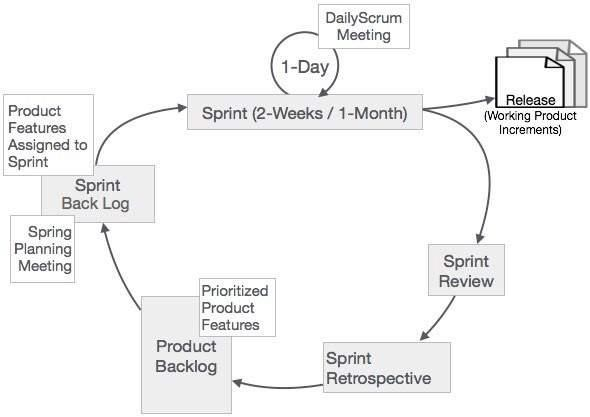 DailyScrum
Meeting
1-Day
Sprint (2-Weeks / 1-Month)
Release
(Working Product
Increments)
Product
Features
Assigned to
Sprint
Sprint
Back Log
Spring
Planning
Meeting
Sprint
Review
Prioritized
Product
Features
Product
Backlog
Sprint
Retrospective